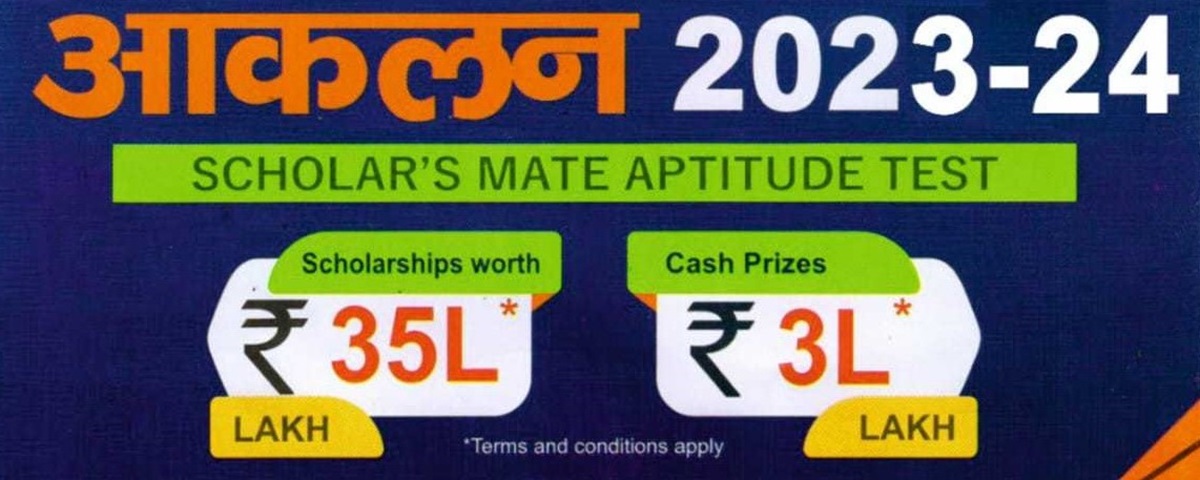 आकलन 2023-24
SCHOLAR'S MATE APTITUDE TEST
Scholarships worth
₹ 35L*
LAKH
Cash Prizes
₹ 3L*
LAKH
*Terms and conditions apply